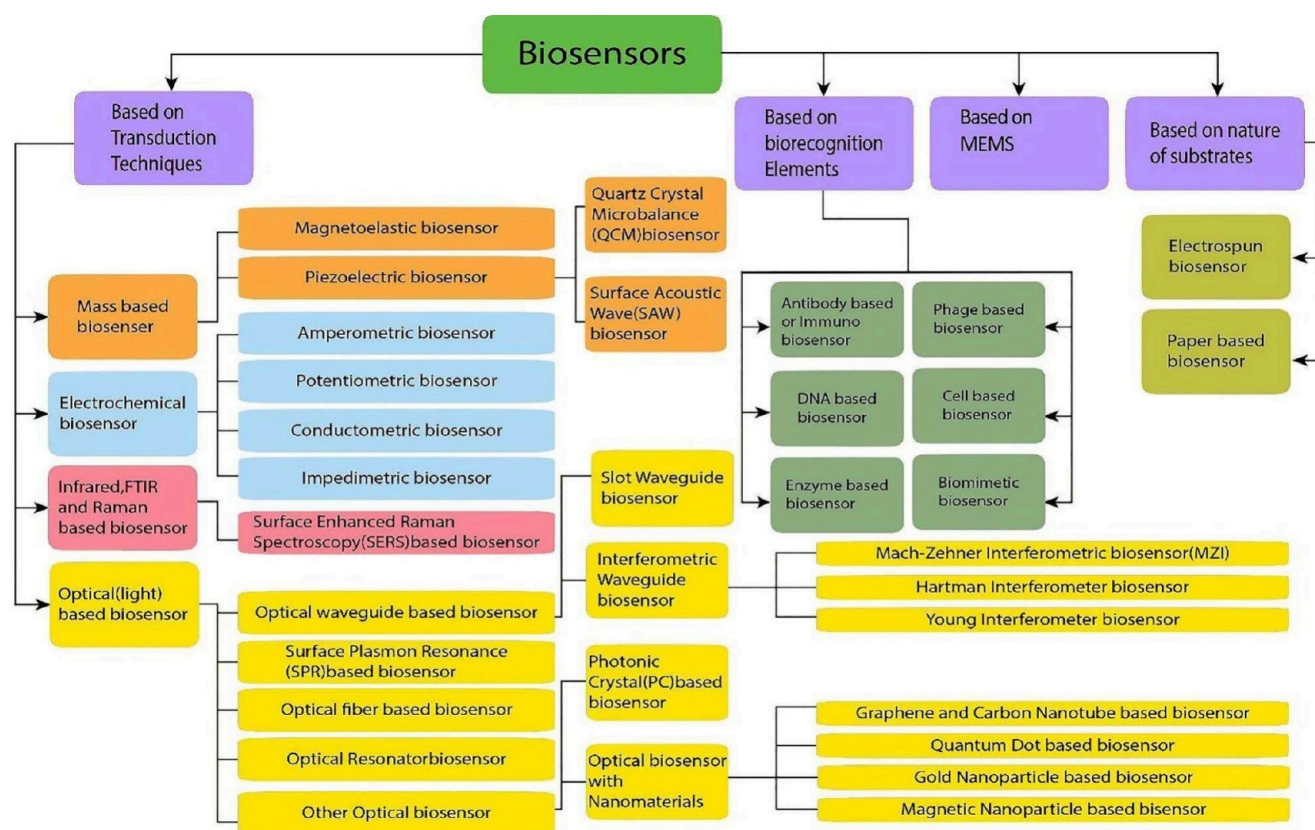 Biosensors
Based on
Transduction
Techniques
Based on
biorecognition
Elements
Based on
MEMS
Based on nature
of substrates
Mass based
biosenser
Magnetoelastic biosensor
Piezoelectric biosensor
Quartz Crystal
Microbalance
(QCM)biosensor
Surface Acoustic
Wave(SAW)
biosensor
Electrochemical
biosensor
Amperometric biosensor
Potentiometric biosensor
Conductometric biosensor
Impedimetric biosensor
Infrared,FTIR
and Raman
based biosensor
Surface Enhanced Raman
Spectroscopy(SERS)based biosensor
Optical(light)
based biosensor
Optical waveguide based biosensor
Surface Plasmon Resonance
(SPR)based biosensor
Optical fiber based biosensor
Optical Resonatorbiosensor
Other Optical biosensor
Slot Waveguide
biosensor
Interferometric
Waveguide
biosensor
Mach-Zehner Interferometric biosensor(MZI)
Hartman Interferometer biosensor
Young Interferometer biosensor
Photonic
Crystal(PC)based
biosensor
Optical biosensor
with
Nanomaterials
Graphene and Carbon Nanotube based biosensor
Quantum Dot based biosensor
Gold Nanoparticle based biosensor
Magnetic Nanoparticle based bisensor
Antibody based
or Immuno
biosensor
Phage based
biosensor
DNA based
biosensor
Cell based
biosensor
Enzyme based
biosensor
Biomimetic
biosensor
Electrospun
biosensor
Paper based
biosensor